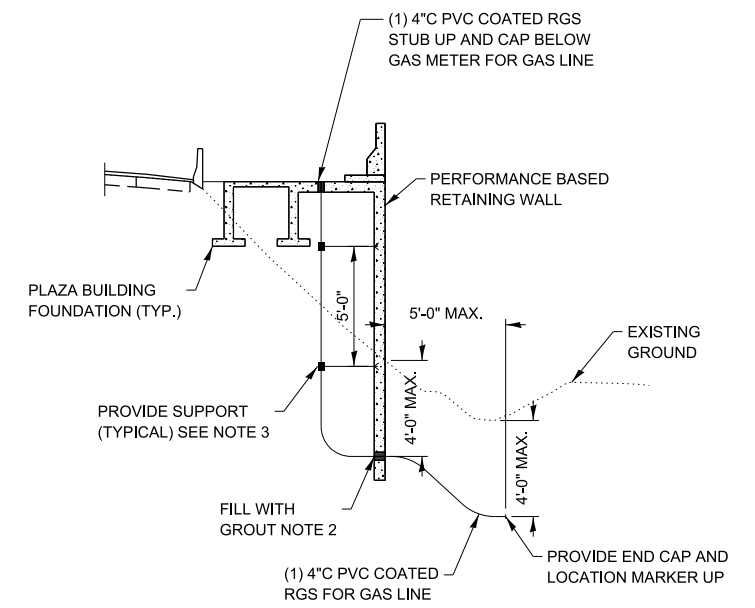 (1) 4"C PVC COATED RGS
STUB UP AND CAP BELOW
GAS METER FOR GAS LINE
PERFORMANCE BASED
RETAINING WALL
PLAZA BUILDING
FOUNDATION (TYP.)
5'-0"
5'-0" MAX.
EXISTING
GROUND
4'-0" MAX.
PROVIDE SUPPORT
(TYPICAL) SEE NOTE 3
4'-0" MAX.
FILL WITH
GROUT NOTE 2
(1) 4"C PVC COATED
RGS FOR GAS LINE
PROVIDE END CAP AND
LOCATION MARKER UP